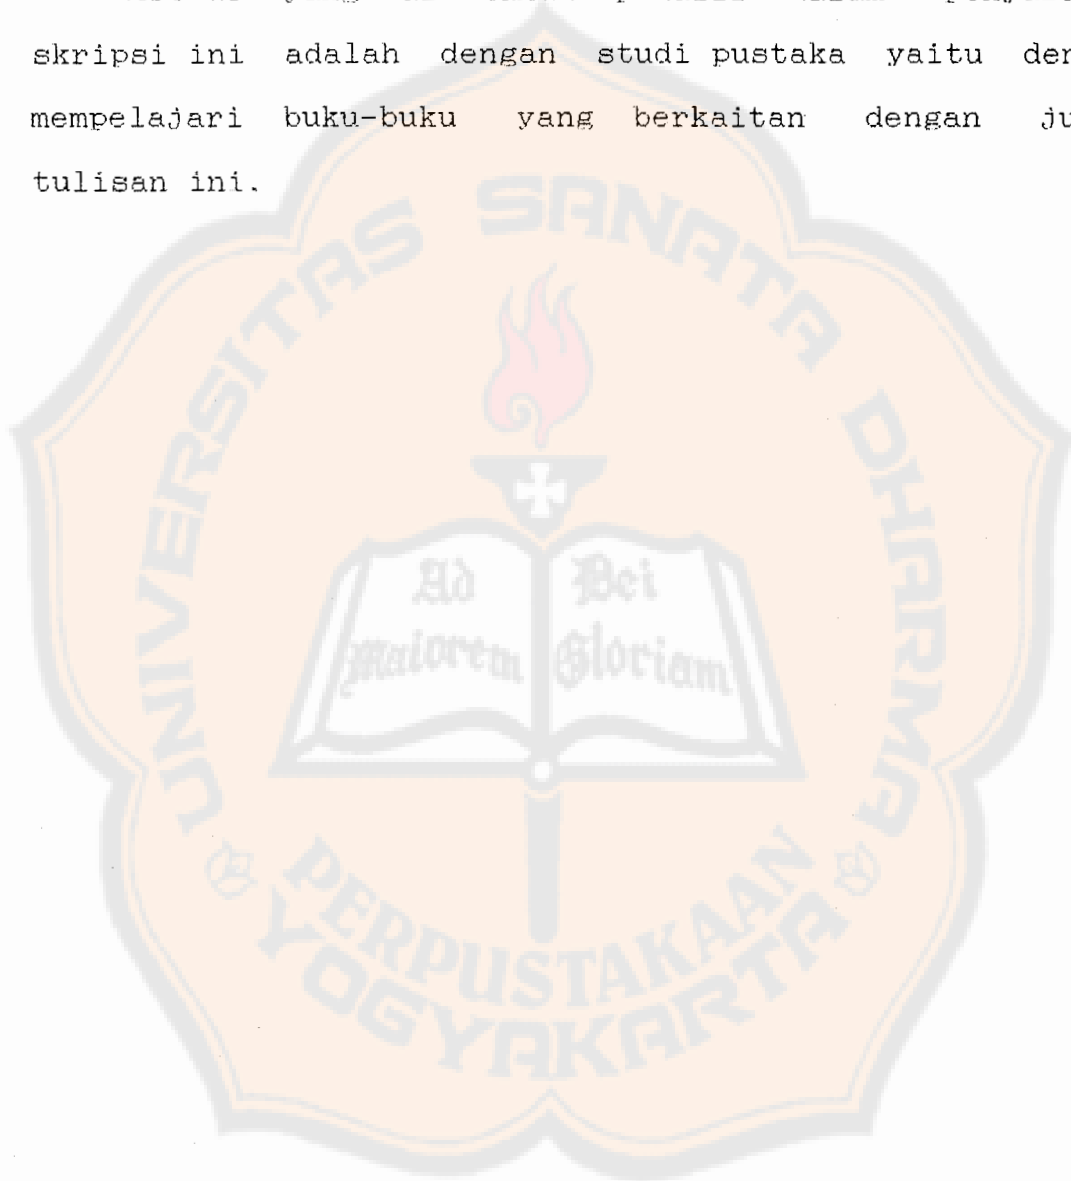 yang
skripsi ini adalah dengan studi pustaka yaitu
mempelajari buku-buku yang berkaitan dengan
tulisan ini.
UNIVERSITAS SANATA DHARMA
Ad Dei
Maiorem Gloriam
PERPUSTAKAAN
YOGYAKARTA